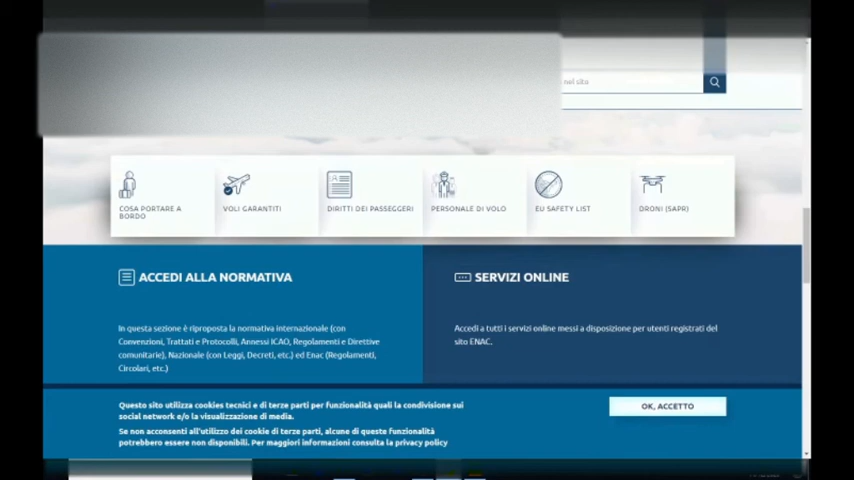 nel sito
COSA PORTARE A
BORDO
VOLI GARANTITI
DIRITTI DEI PASSEGGERI
PERSONALE DI VOLO
EU SAFETY LIST
DRONI (SAPR)
ACCEDI ALLA NORMATIVA
In questa sezione è riproposta la normativa internazionale (con
Convenzioni, Trattati e Protocolli, Annessi ICAO, Regolamenti e Direttive
comunitarie), Nazionale (con Leggi, Decreti, etc.) ed Enac (Regolamenti,
Circolari, etc.)
SERVIZI ONLINE
Accedi a tutti i servizi online messi a disposizione per utenti registrati del
sito ENAC.
Questo sito utilizza cookies tecnici e di terze parti per funzionalità quali la condivisione sui
social network e/o la visualizzazione di media.
Se non acconsenti all'utilizzo dei cookie di terze parti, alcune di queste funzionalità
potrebbero essere non disponibili. Per maggiori informazioni consulta la privacy policy
OK, ACCETTO